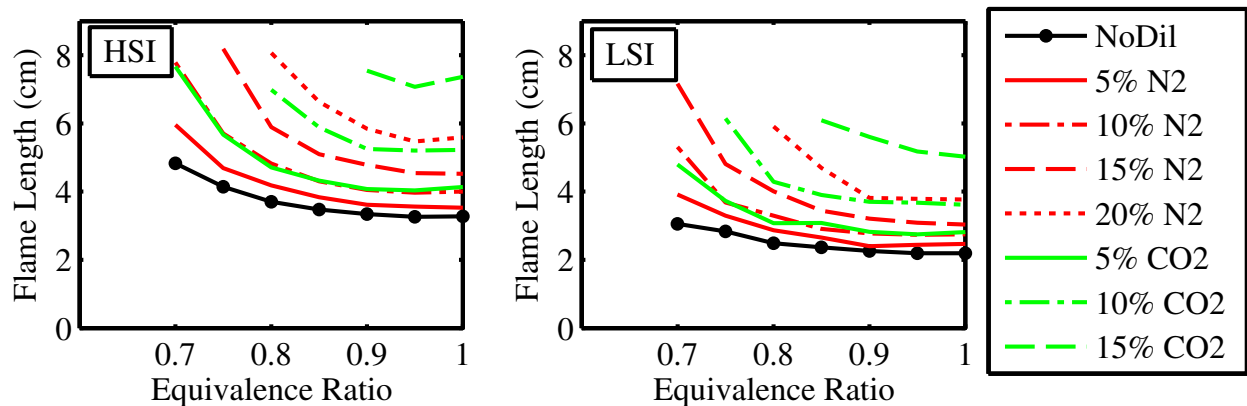 HSI
Flame Length (cm)
8
6
4
2
0
0.7 0.8 0.9 1
Equivalence Ratio
LSI
Flame Length (cm)
8
6
4
2
0
0.7 0.8 0.9 1
Equivalence Ratio
NoDil
5% N2
10% N2
15% N2
20% N2
5% CO2
10% CO2
15% CO2